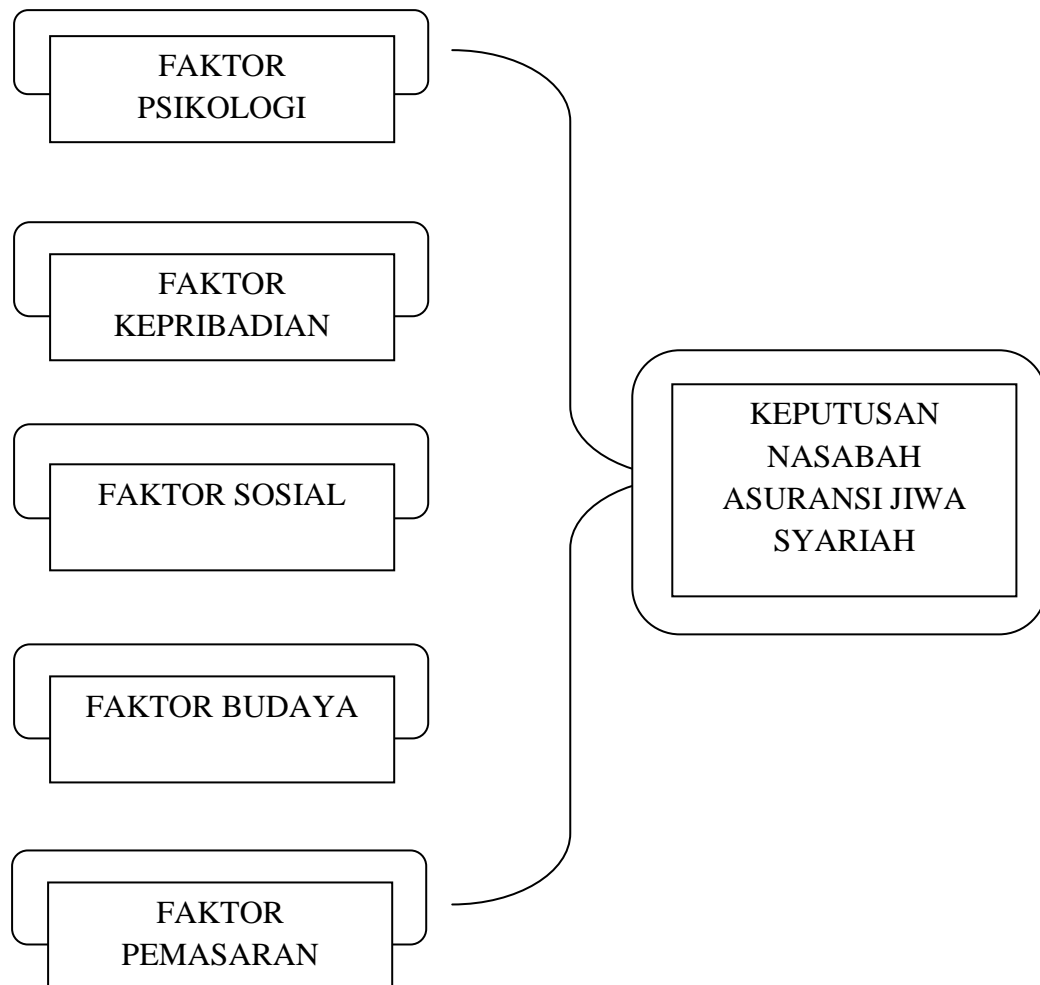 FAKTOR
PSIKOLOGI
FAKTOR
KEPRIBADIAN
FAKTOR SOSIAL
FAKTOR BUDAYA
FAKTOR
PEMASARAN
KEPUTUSAN
NASABAH
ASURANSI JIWA
SYARIAH